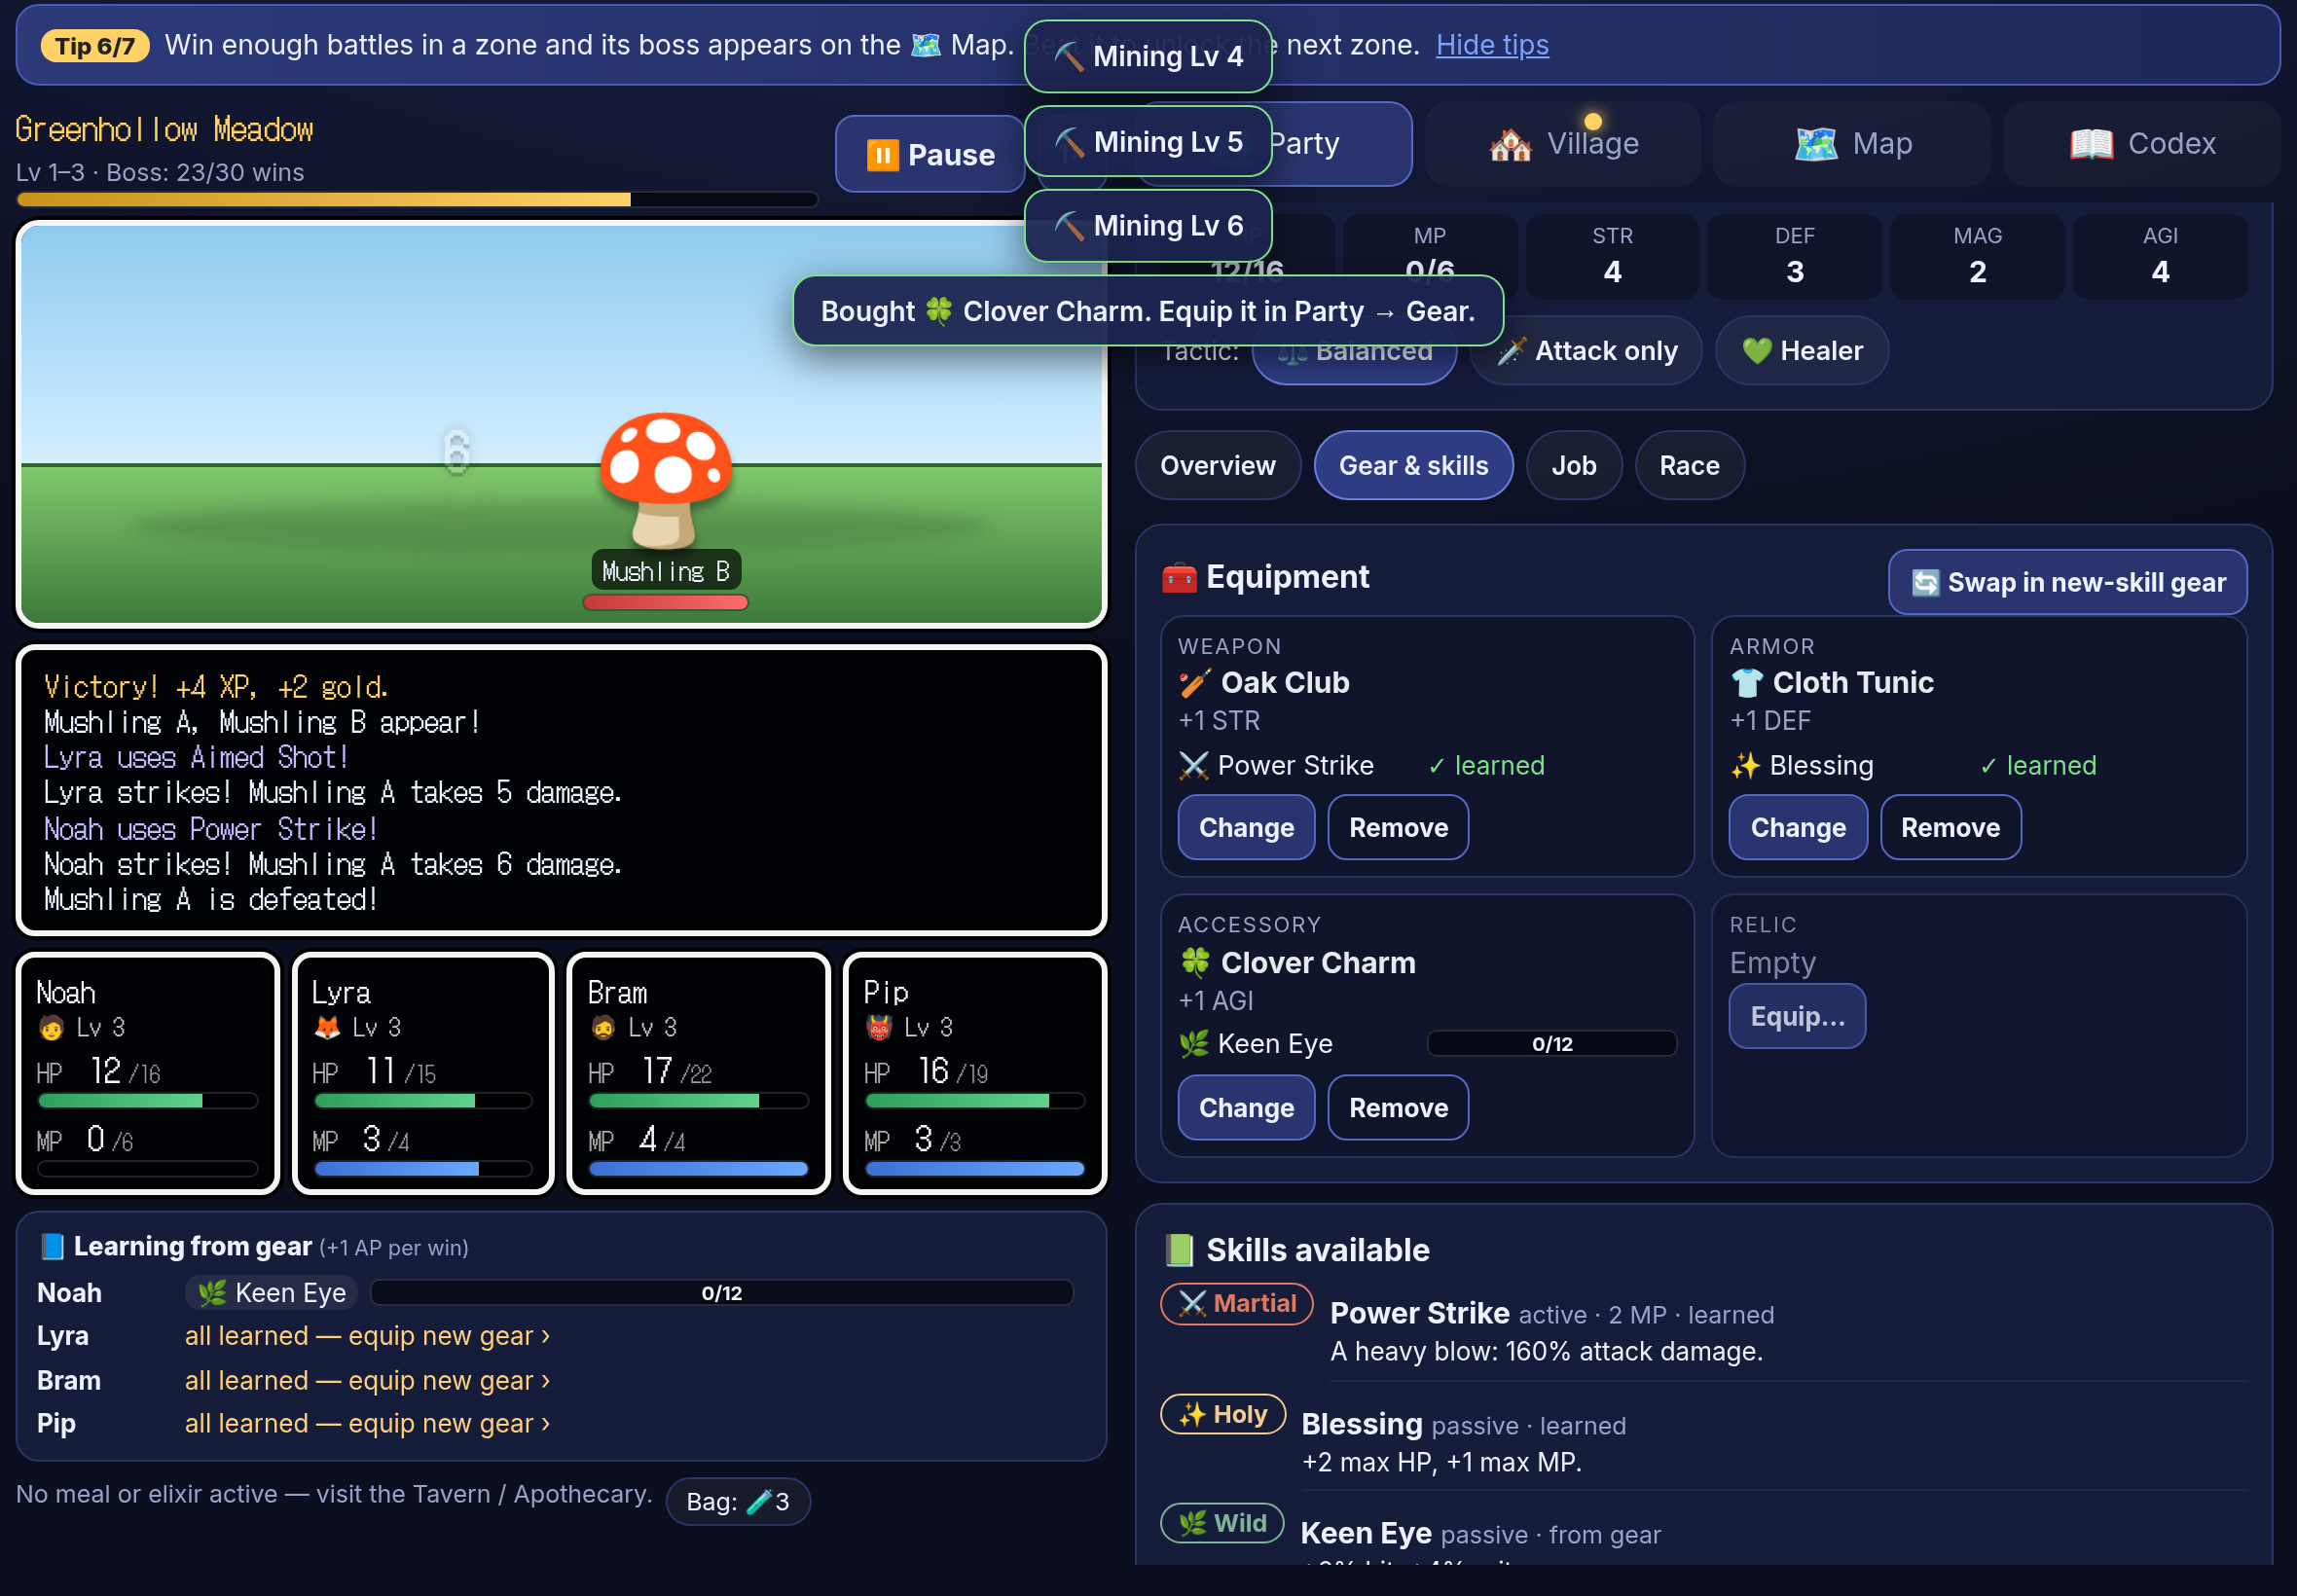 Tip 6/7 Win enough battles in a zone and its boss appears on the 🗺️ Map. Beat it to unlock the next zone. Hide tips
⛏️ Mining Lv 4
⛏️ Mining Lv 5
⛏️ Mining Lv 6
Bought 🍀 Clover Charm. Equip it in Party → Gear.
Greenhollow Meadow
Lv 1–3 · Boss: 23/30 wins
⏸️ Pause
Party
🏘️ Village
🗺️ Map
📖 Codex
6
Mushling B
Victory! +4 XP, +2 gold.
Mushling A, Mushling B appear!
Lyra uses Aimed Shot!
Lyra strikes! Mushling A takes 5 damage.
Noah uses Power Strike!
Noah strikes! Mushling A takes 6 damage.
Mushling A is defeated!
Noah
Lv 3
HP 12/16
MP 0/6
Lyra
Lv 3
HP 11/15
MP 3/4
Bram
Lv 3
HP 17/22
MP 4/4
Pip
Lv 3
HP 16/19
MP 3/3
📘 Learning from gear (+1 AP per win)
Noah 🌿 Keen Eye 0/12
Lyra all learned — equip new gear ›
Bram all learned — equip new gear ›
Pip all learned — equip new gear ›
No meal or elixir active — visit the Tavern / Apothecary. Bag: 🧪3
HP MP STR DEF MAG AGI
12/16 0/6 4 3 2 4
Tactic: ⚖️ Balanced 🗡️ Attack only 💚 Healer
Overview Gear & skills Job Race
🧰 Equipment
🔄 Swap in new-skill gear
WEAPON
Oak Club
+1 STR
⚔️ Power Strike ✓ learned
Change Remove
ARMOR
👕 Cloth Tunic
+1 DEF
✨ Blessing ✓ learned
Change Remove
ACCESSORY
🍀 Clover Charm
+1 AGI
🌿 Keen Eye 0/12
Change Remove
RELIC
Empty
Equip…
📗 Skills available
⚔️ Martial Power Strike active · 2 MP · learned
A heavy blow: 160% attack damage.
✨ Holy Blessing passive · learned
+2 max HP, +1 max MP.
🌿 Wild Keen Eye passive · from gear